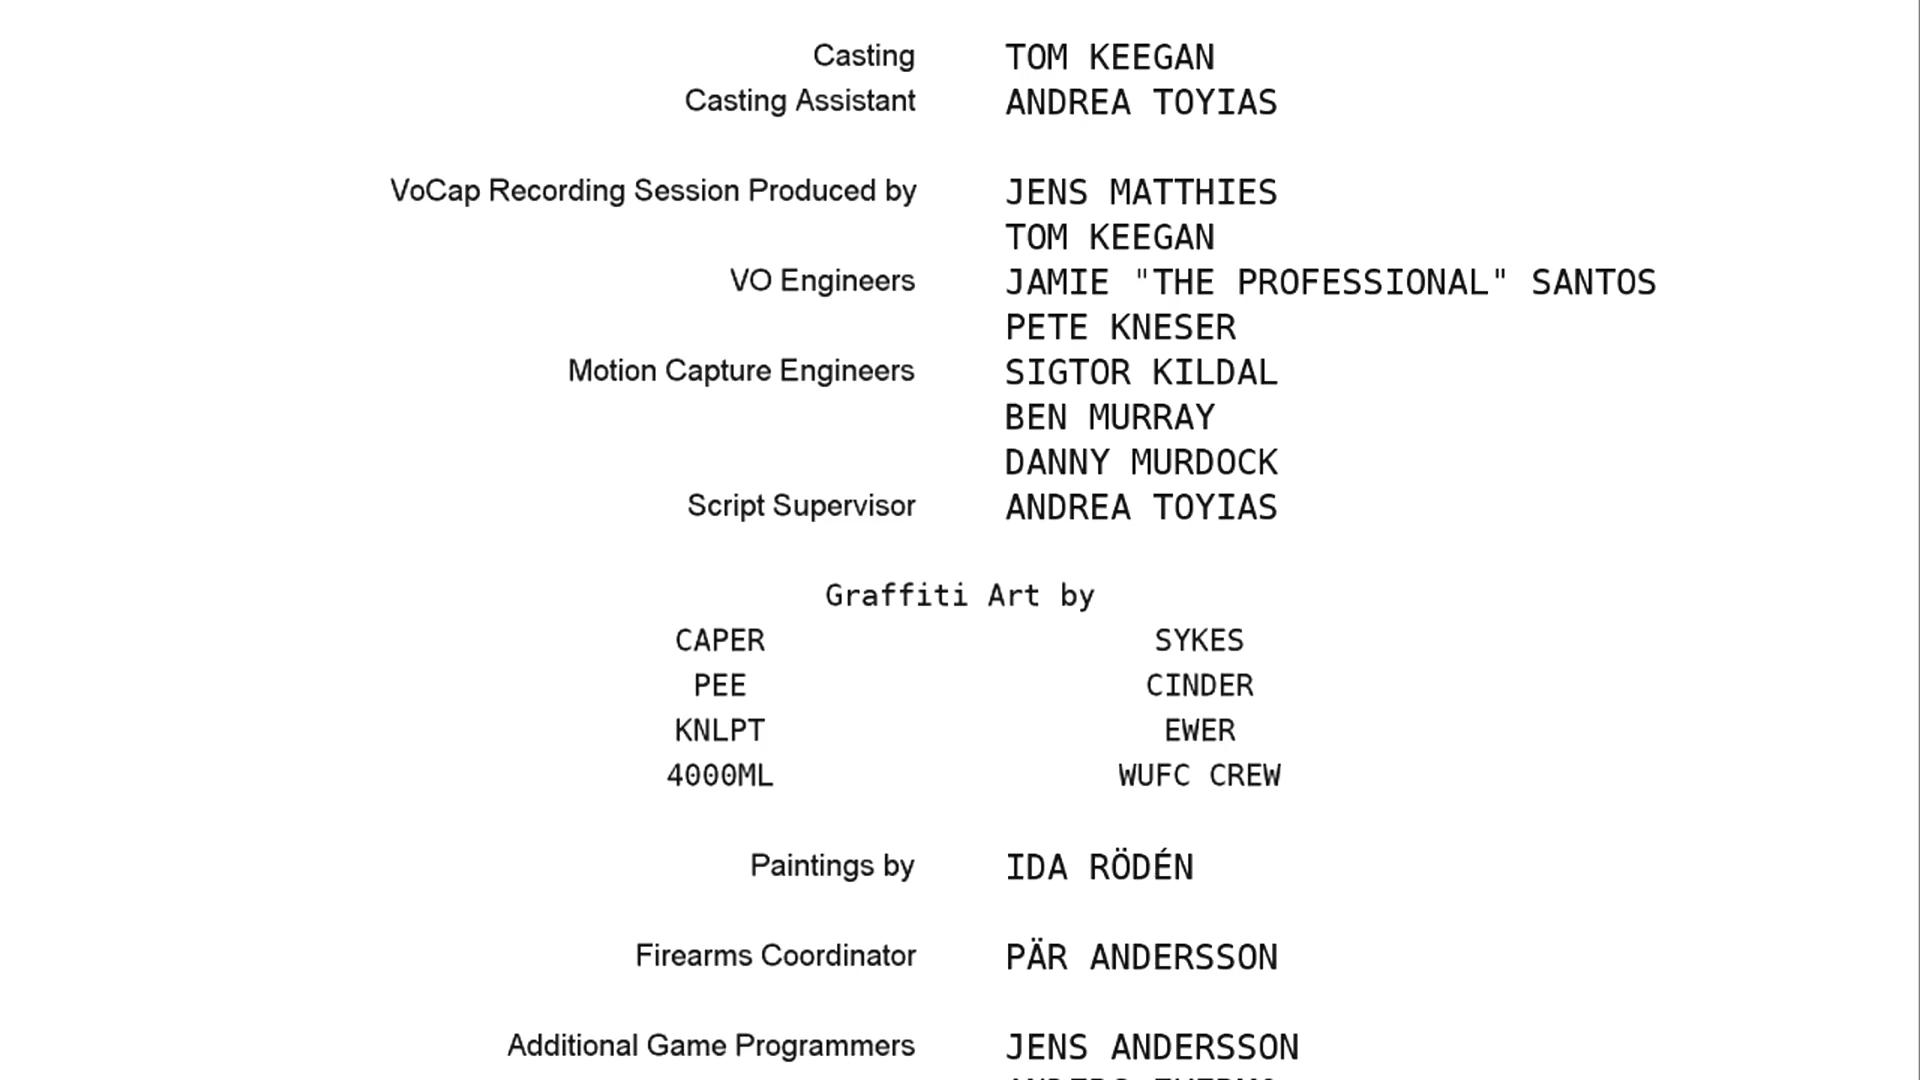 Casting TOM KEEGAN
Casting Assistant ANDREA TOYIAS
VoCap Recording Session Produced by JENS MATTHIES
TOM KEEGAN
VO Engineers JAMIE "THE PROFESSIONAL" SANTOS
PETE KNESER
Motion Capture Engineers SIGTOR KILDAL
BEN MURRAY
DANNY MURDOCK
Script Supervisor ANDREA TOYIAS
Graffiti Art by
CAPER SYKES
PEE CINDER
KNLPT EWER
4000ML WUFC CREW
Paintings by IDA RÖDÉN
Firearms Coordinator PÄR ANDERSSON
Additional Game Programmers JENS ANDERSSON